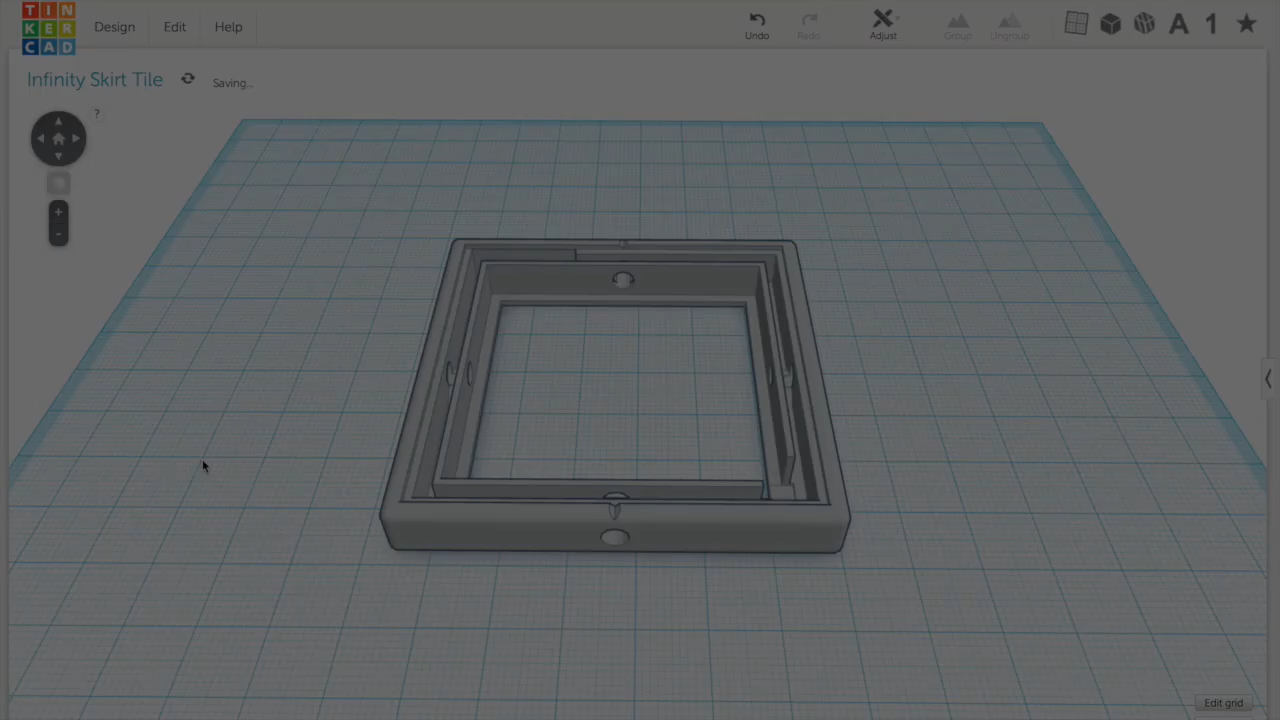 TIN
KER
CAD
Design
Edit
Help
Undo
Redo
Adjust
Group
Ungroup
A
1
Infinity Skirt Tile
Saving...
?
+
-
Edit grid